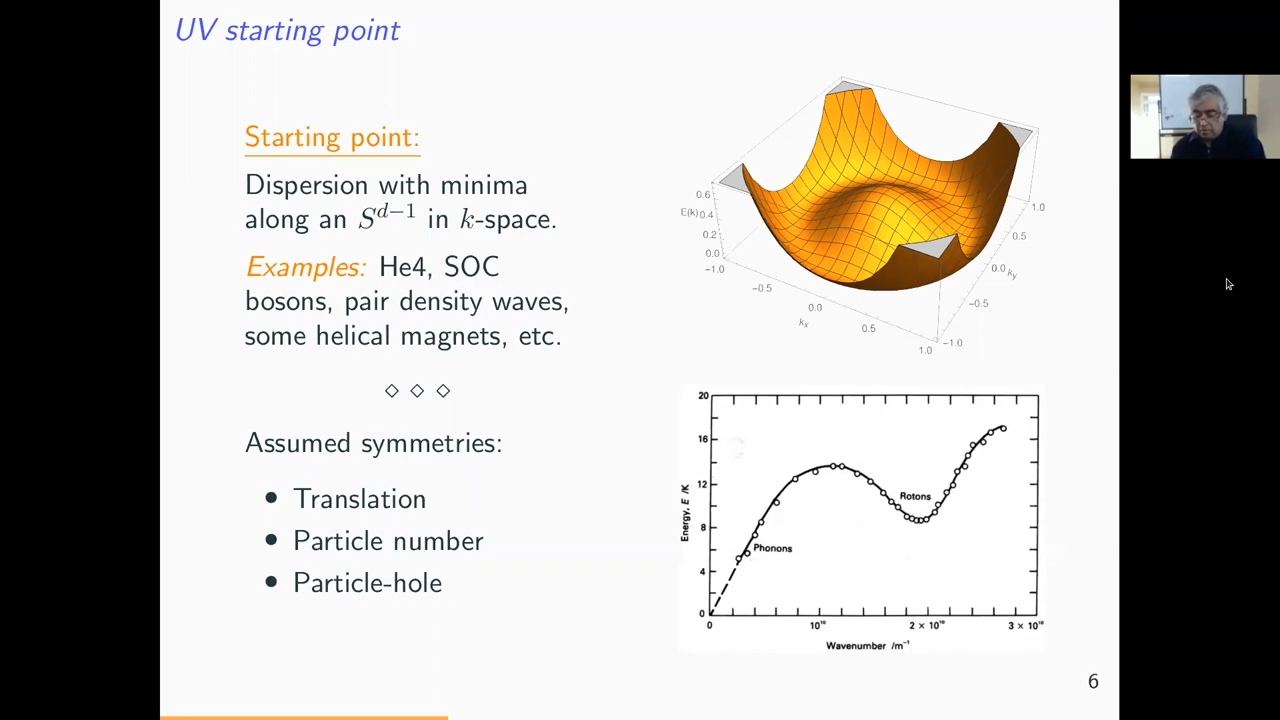 UV starting point
Starting point:
Dispersion with minima
along an S^{d−1} in k-space.
Examples: He4, SOC
bosons, pair density waves,
some helical magnets, etc.
◇ ◇ ◇
Assumed symmetries:
• Translation
• Particle number
• Particle-hole
0.6
E(k) 0.4
0.2
0.0
-1.0
-0.5
0.0
kx
0.5
1.0
1.0
0.5
0.0 ky
-0.5
-1.0
20
16
12
8
4
0
Energy, E /K
Rotons
Phonons
0
10¹⁰
2 × 10¹⁰
3 × 10¹⁰
Wavenumber /m⁻¹
6